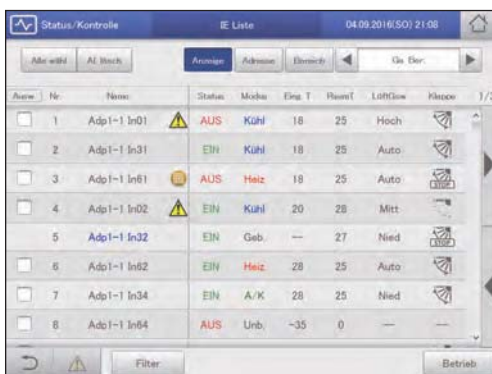 Status/Kontrolle IE Liste 04.09.2016(SO) 21:08
Alle wähl Al. lösch. Anzeige Adresse Bereich Ga. Ber.
Ausw. Nr. Name Status Modus Eing. T RaumT LüftGsw Klappe 1/2
1 Adp1-1 In01 AUS Kühl 18 25 Hoch
2 Adp1-1 In31 EIN Kühl 18 25 Auto
3 Adp1-1 In61 AUS Heiz 18 25 Auto STOP
4 Adp1-1 In02 EIN Kühl 20 28 Mitt
5 Adp1-1 In32 EIN Geb. --- 27 Nied STOP
6 Adp1-1 In62 EIN Heiz 28 25 Auto
7 Adp1-1 In34 EIN A/K 28 25 Nied
8 Adp1-1 In64 AUS Unb. -35 0 --- ---
Filter Betrieb